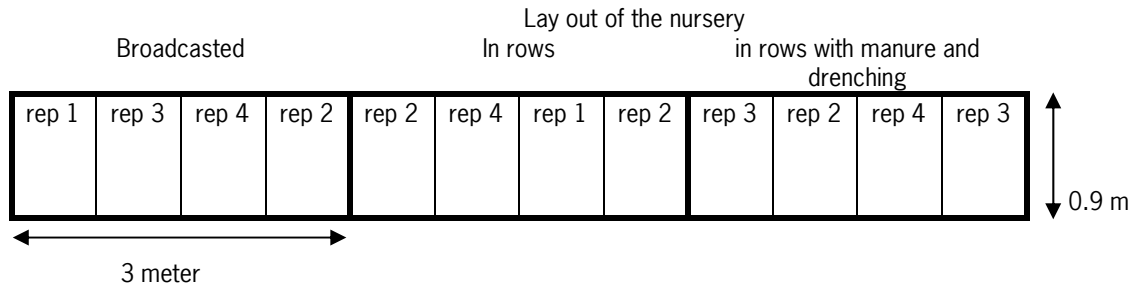 Lay out of the nursery
Broadcasted In rows in rows with manure and
drenching
rep 1 rep 3 rep 4 rep 2 rep 2 rep 4 rep 1 rep 2 rep 3 rep 2 rep 4 rep 3
0.9 m
3 meter